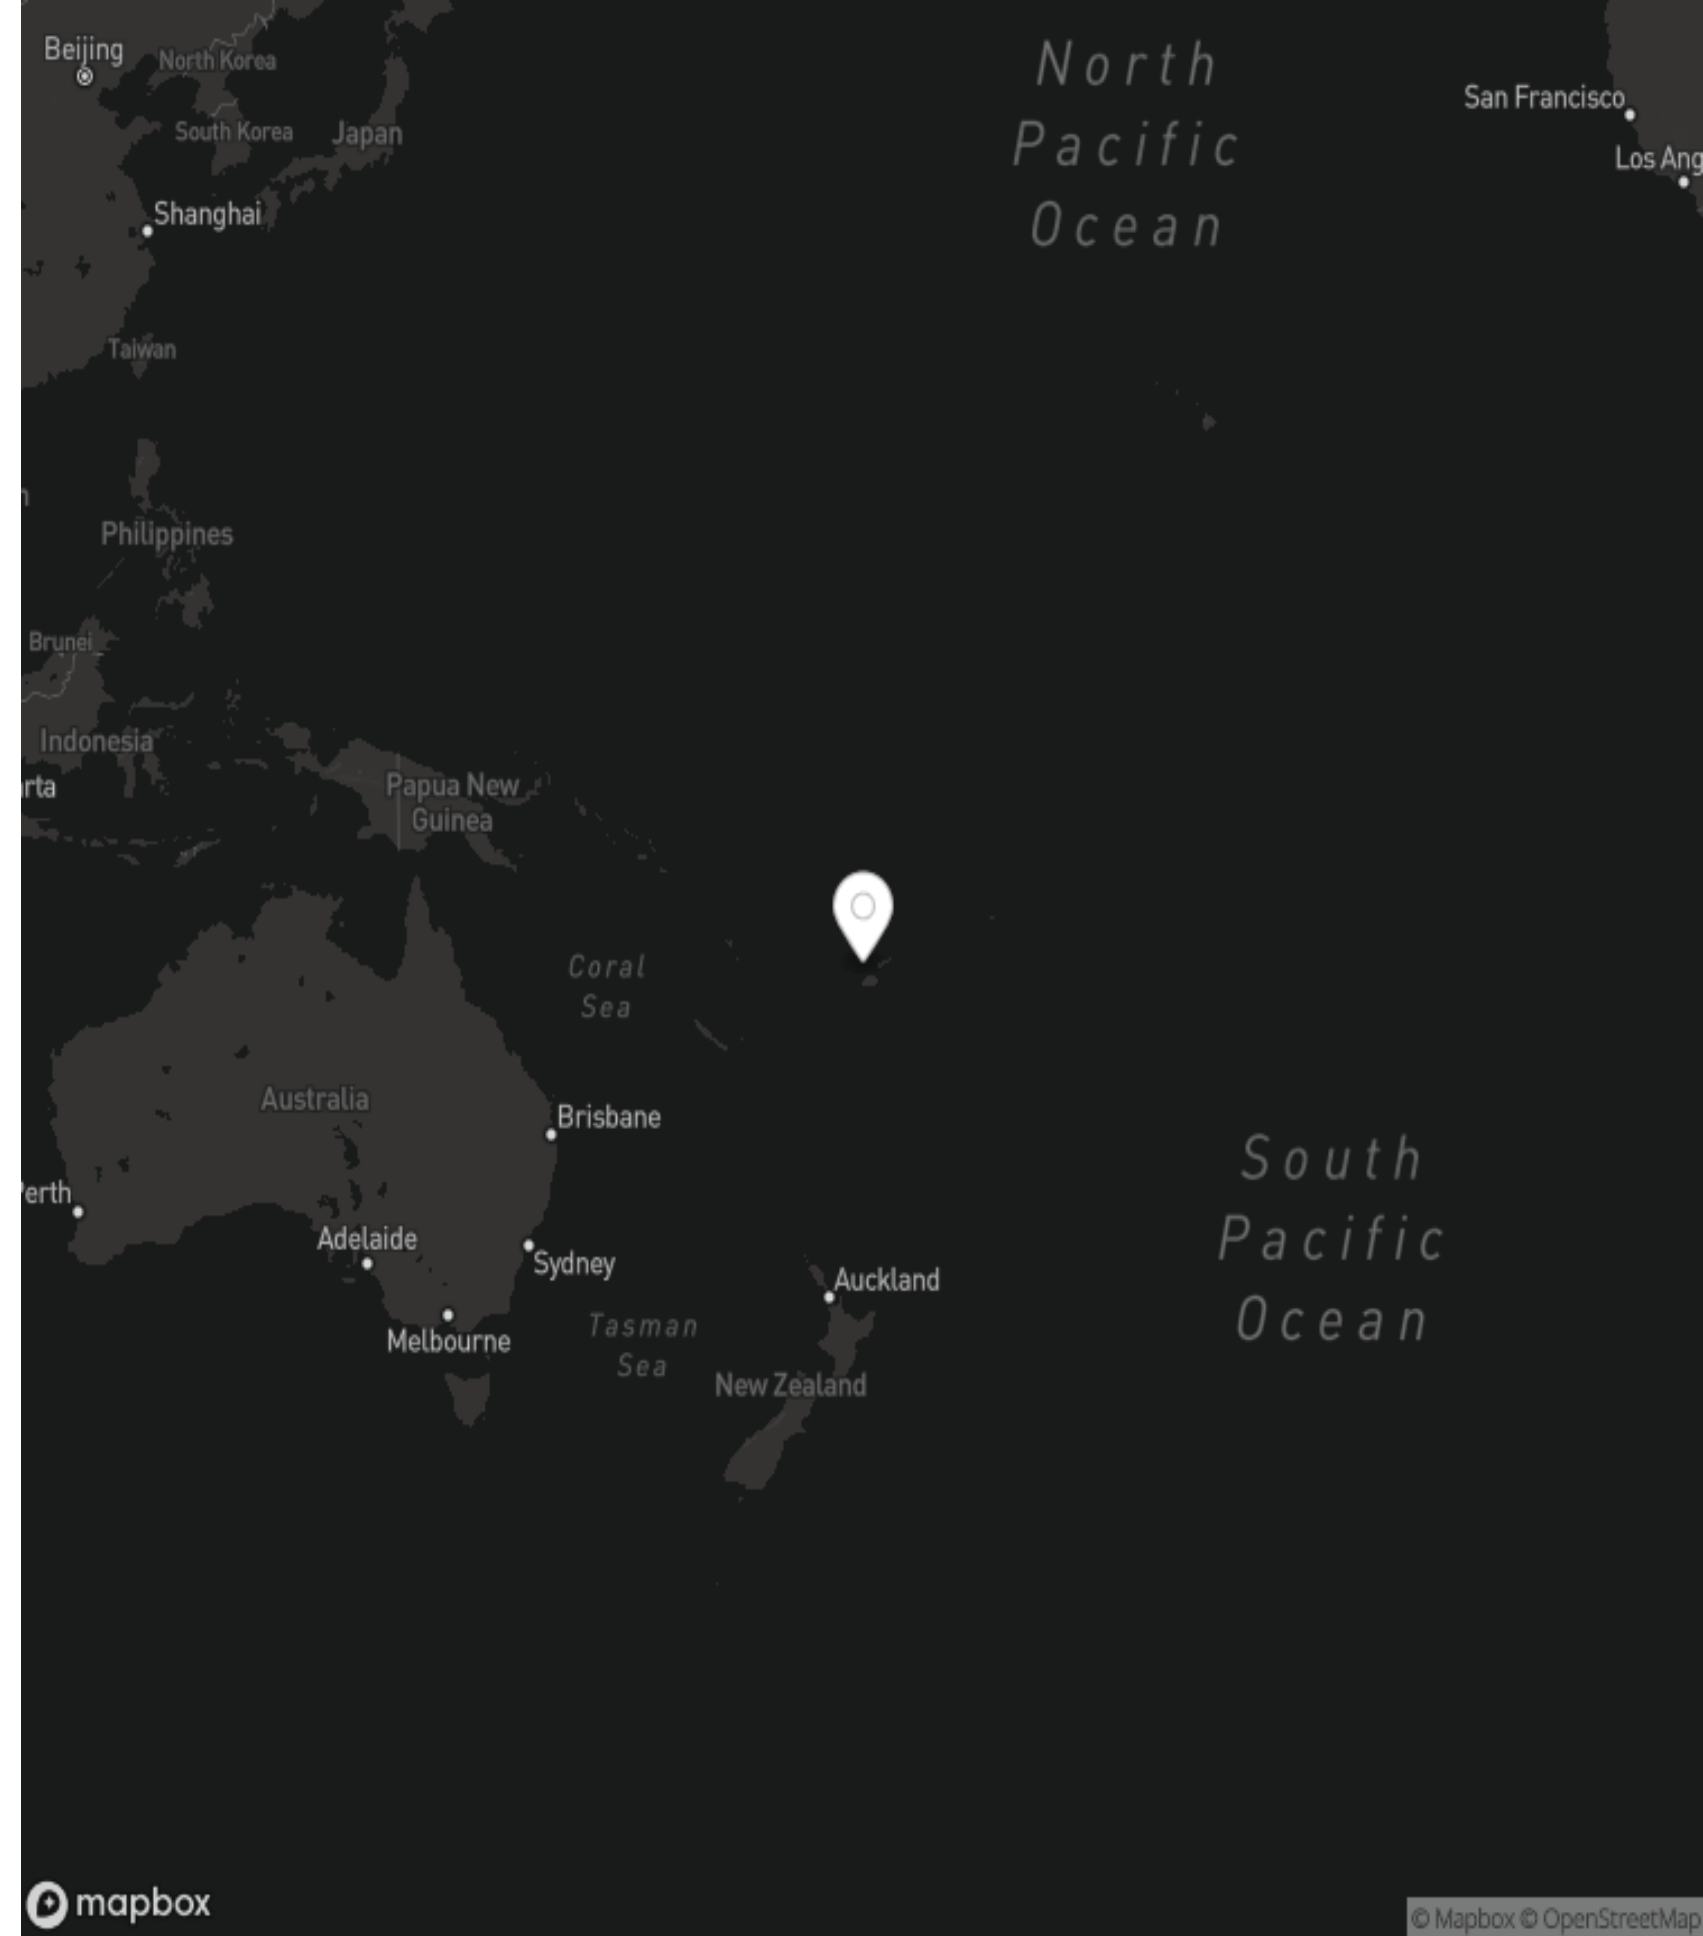 Beijing
North Korea
North
Pacific
Ocean
San Francisco
South Korea
Japan
Los Ang
Shanghai
Taiwan
Philippines
Brunei
Indonesia
rta
Papua New
Guinea
Coral
Sea
Australia
Brisbane
South
Pacific
Ocean
erth
Adelaide
Sydney
Auckland
Tasman
Sea
Melbourne
New Zealand
mapbox
© Mapbox © OpenStreetMap